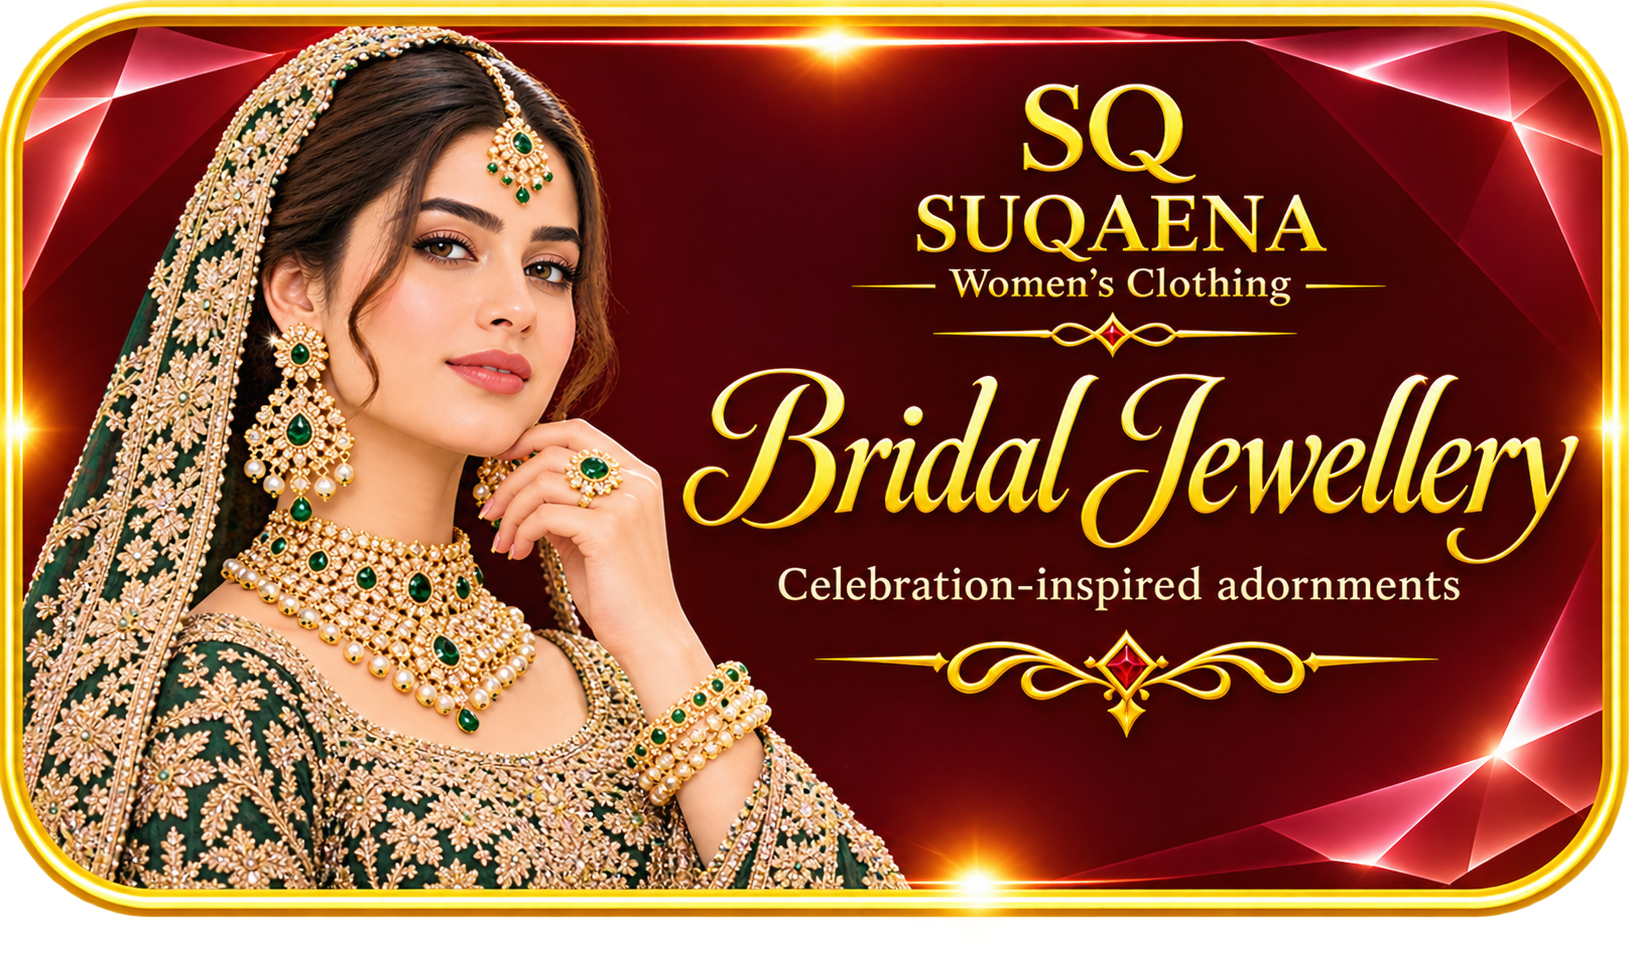 SQ
SUQAENA
Women's Clothing
Bridal Jewellery
Celebration-inspired adornments